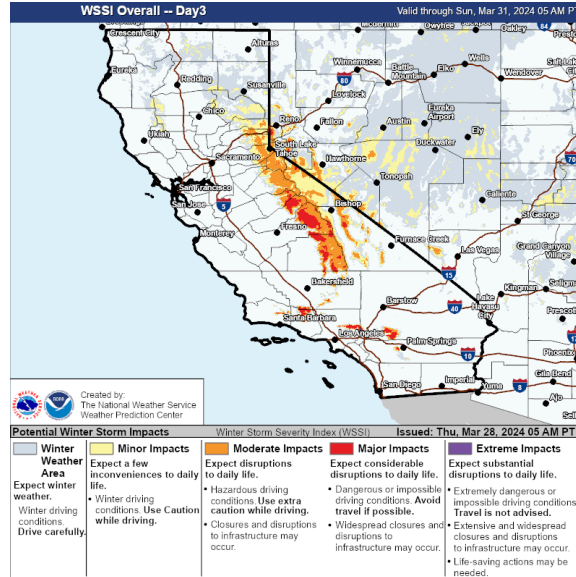 WSSI Overall -- Day3
Valid through Sun, Mar 31, 2024 05 AM PT
Crescent City
Alturas
Owyhee
Oakley
84
Eureka
Redding
Susanville
Winnemucca
Battle
Mountain
Elko
Wells
Wendover
80
Lovelock
Chico
Reno
Fallon
Austin
Eureka
Airport
Ely
Ukiah
South Lake
Tahoe
Duckwater
Sacramento
Hawthorne
70
Tonopah
San Francisco
Caliente
San Jose
5
Bishop
St George
Monterey
Fresno
Furnace Creek
Grand Canyon
Village
Las Vegas
15
Bakersfield
Kingman
Barstow
Lake
Havasu
City
40
Prescott
Santa Barbara
Los Angeles
Palm Springs
Phoenix
10
San Diego
Imperial
Yuma
8
Gila Bend
Ajo
Created by:
The National Weather Service
Weather Prediction Center
NOAA
Potential Winter Storm Impacts
Winter Storm Severity Index (WSSI)
Issued: Thu, Mar 28, 2024 05 AM PT
Winter
Weather
Area
Expect winter
weather.
Winter driving
conditions.
Drive carefully.
Minor Impacts
Expect a few
inconveniences to daily
life.
• Winter driving
conditions. Use Caution
while driving.
Moderate Impacts
Expect disruptions
to daily life.
• Hazardous driving
conditions. Use extra
caution while driving.
• Closures and disruptions
to infrastructure may
occur.
Major Impacts
Expect considerable
disruptions to daily life.
• Dangerous or impossible
driving conditions. Avoid
travel if possible.
• Widespread closures and
disruptions to
infrastructure may occur.
Extreme Impacts
Expect substantial
disruptions to daily life.
• Extremely dangerous or
impossible driving conditions
Travel is not advised.
• Extensive and widespread
closures and disruptions
to infrastructure may occur.
• Life-saving actions may be
needed.